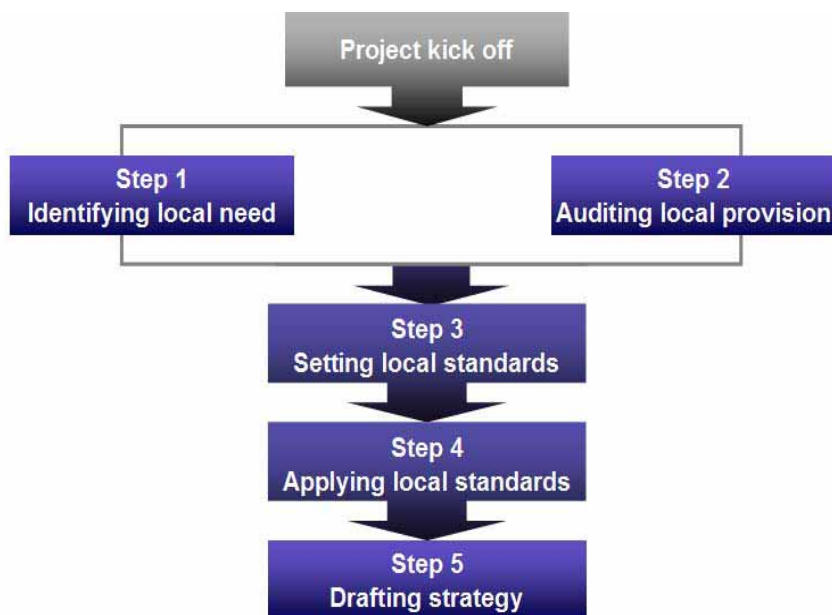 Project kick off
Step 1
Identifying local need
Step 2
Auditing local provision
Step 3
Setting local standards
Step 4
Applying local standards
Step 5
Drafting strategy